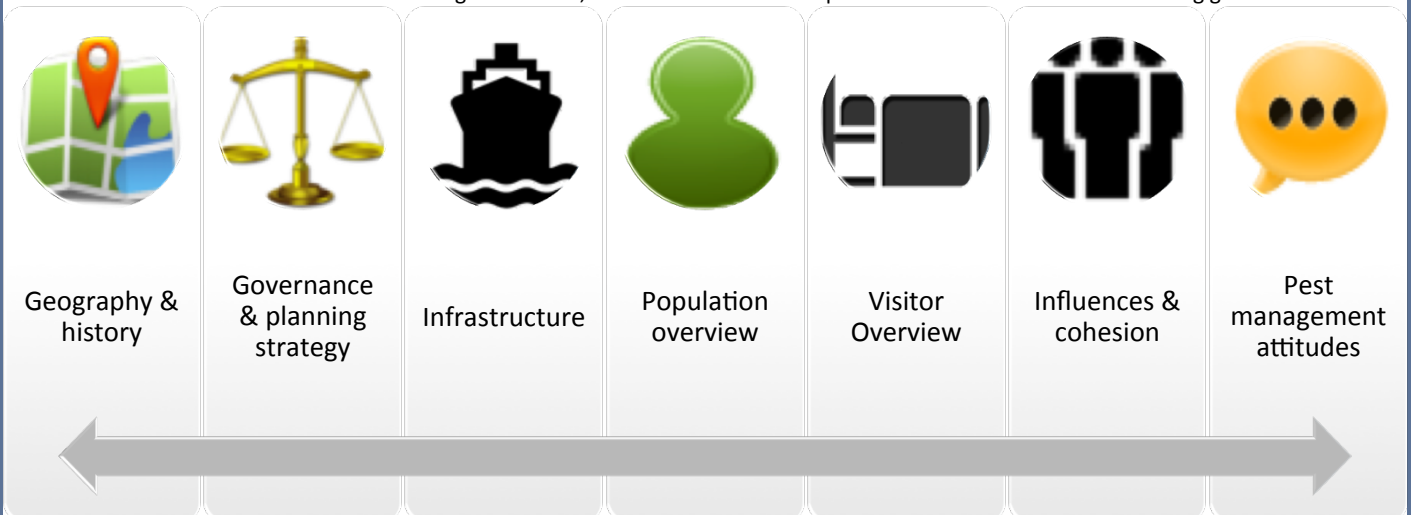 Geography &
history
Governance
& planning
strategy
Infrastructure
Population
overview
Visitor
Overview
Influences &
cohesion
Pest
management
attitudes